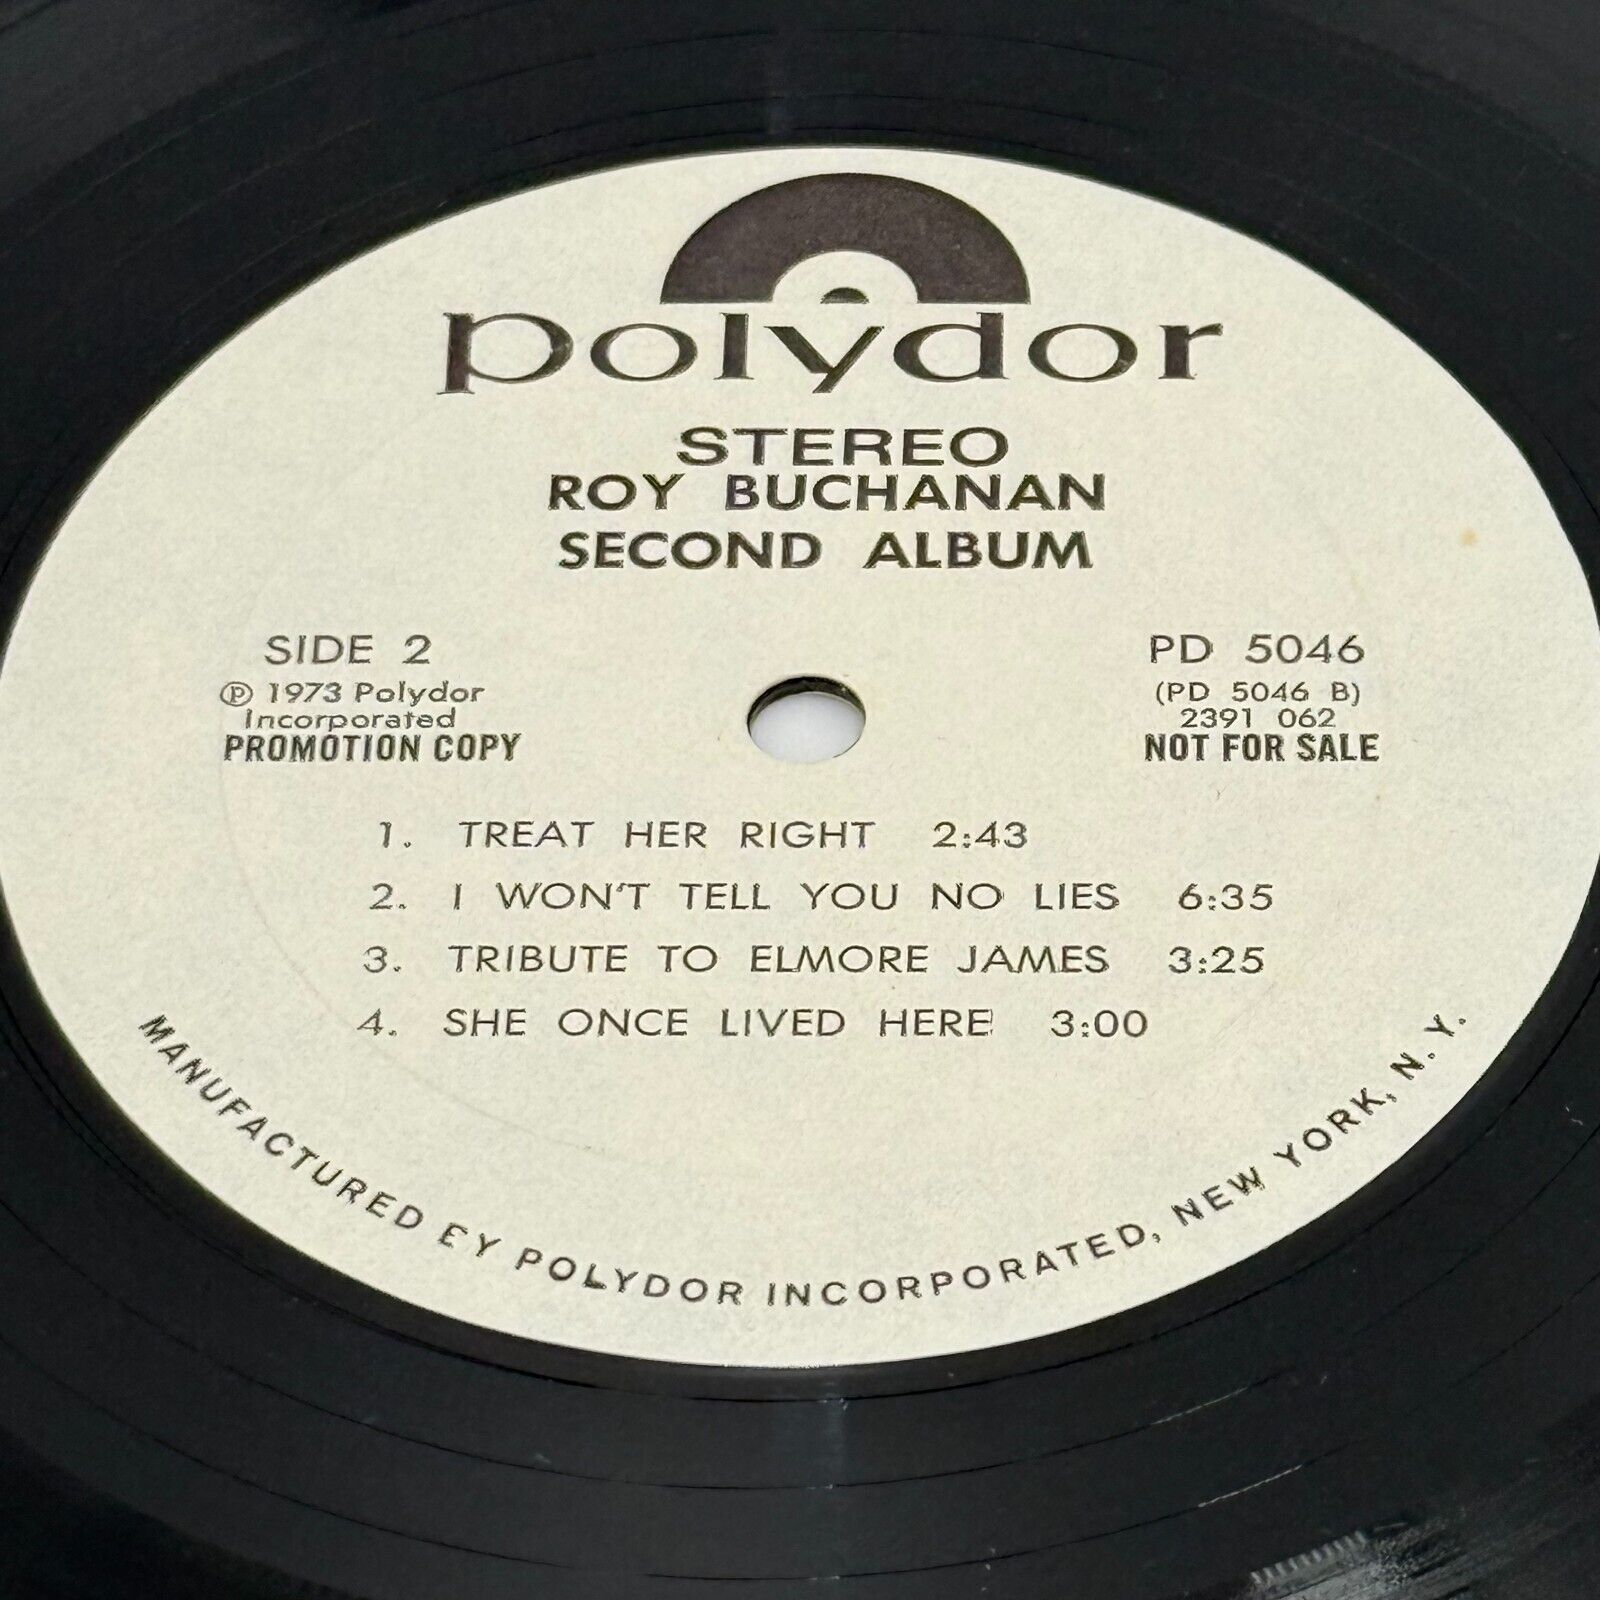 polydor
STEREO
ROY BUCHANAN
SECOND ALBUM
SIDE 2
PD 5046
℗ 1973 Polydor
(PD 5046 B)
Incorporated
2391 062
PROMOTION COPY
NOT FOR SALE
1. TREAT HER RIGHT 2:43
2. I WON'T TELL YOU NO LIES 6:35
3. TRIBUTE TO ELMORE JAMES 3:25
4. SHE ONCE LIVED HERE 3:00
MANUFACTURED BY POLYDOR INCORPORATED, NEW YORK, N.Y.